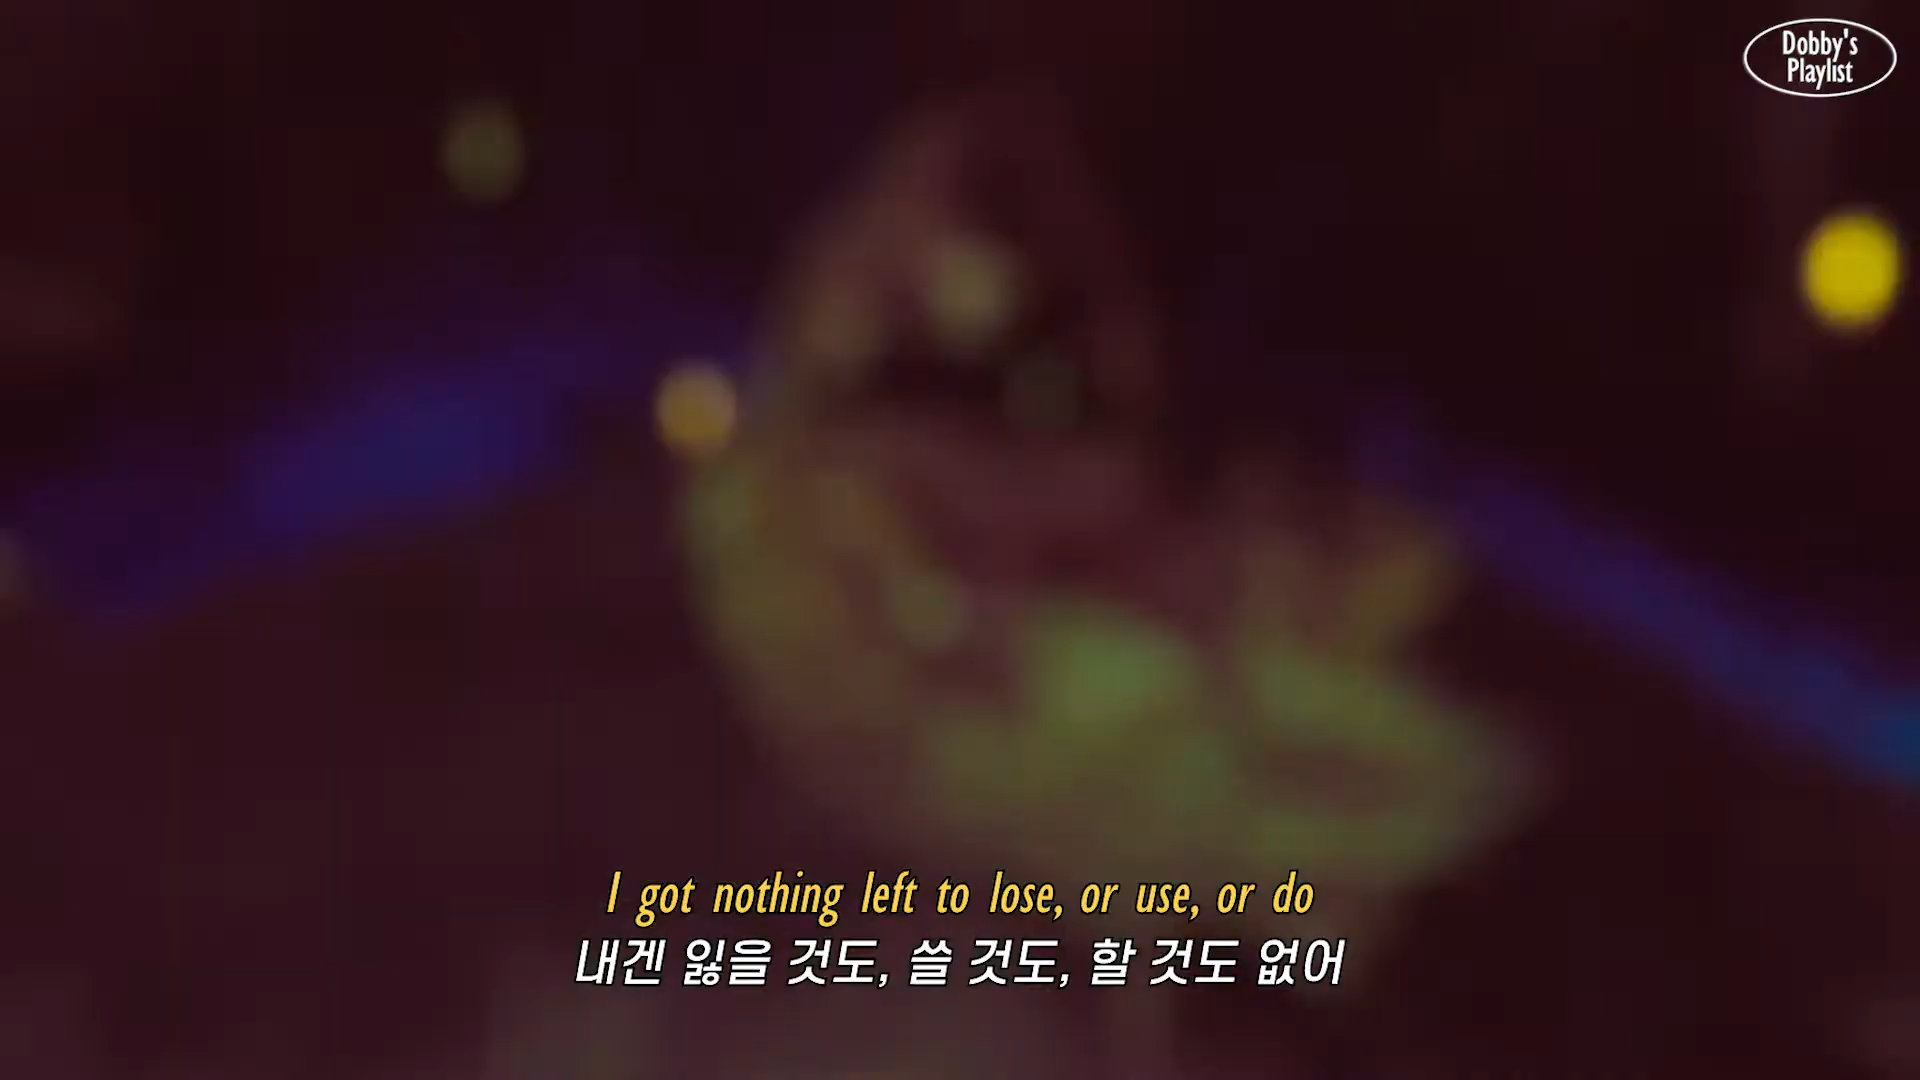 Dobby's
Playlist
I got nothing left to lose, or use, or do
내겐 잃을 것도, 쓸 것도, 할 것도 없어